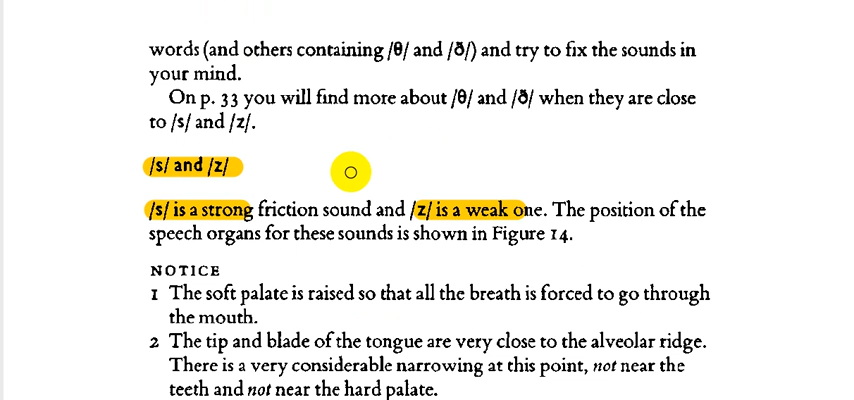 words (and others containing /θ/ and /ð/) and try to fix the sounds in
your mind.
On p. 33 you will find more about /θ/ and /ð/ when they are close
to /s/ and /z/.
/s/ and /z/
/s/ is a strong friction sound and /z/ is a weak one. The position of the
speech organs for these sounds is shown in Figure 14.
NOTICE
1 The soft palate is raised so that all the breath is forced to go through
the mouth.
2 The tip and blade of the tongue are very close to the alveolar ridge.
There is a very considerable narrowing at this point, not near the
teeth and not near the hard palate.